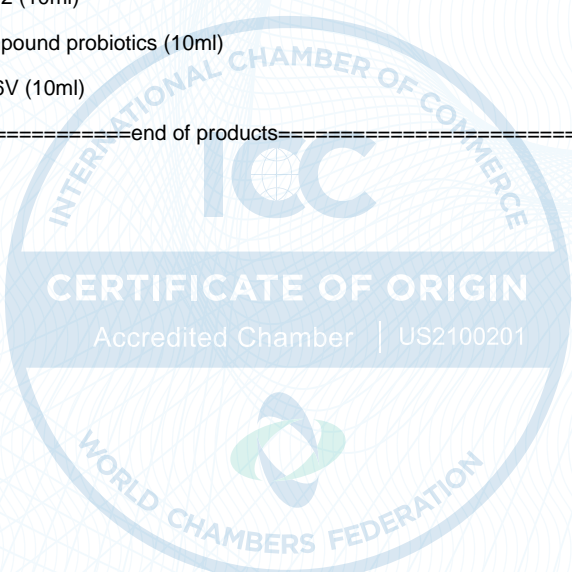 2 (10ml)
pound probiotics (10ml)
6V (10ml)
===========end of products=========================
INTERNATIONAL CHAMBER OF COMMERCE
ICC
CERTIFICATE OF ORIGIN
Accredited Chamber | US2100201
WORLD CHAMBERS FEDERATION